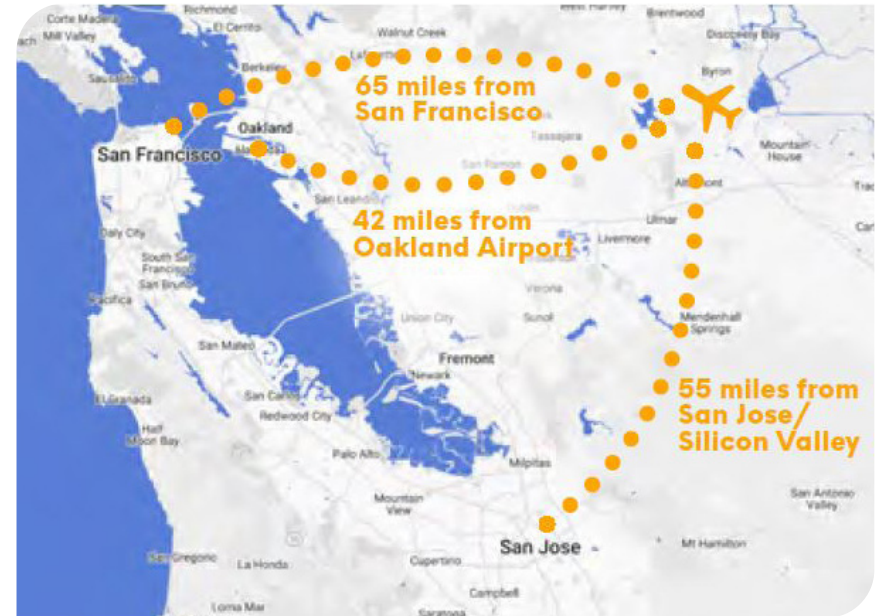 Corte Madera
Richmond
Walnut Creek
Brentwood
Mill Valley
El Cerrito
Discovery Bay
Sausalito
Berkeley
Byron
65 miles from
San Francisco
Oakland
Tassajara
San Francisco
Mountain
House
San Ramon
San Leandro
42 miles from
Oakland Airport
Ulmar
Livermore
Daly City
South San
Francisco
San Bruno
Verona
Pacifica
Union City
Sunol
Mendenhall
Springs
San Mateo
Fremont
Newark
El Granada
San Carlos
55 miles from
San Jose/
Silicon Valley
Redwood City
Half
Moon Bay
Palo Alto
Milpitas
Mountain
View
San Antonio
Valley
San Jose
Mt Hamilton
San Gregorio
La Honda
Cupertino
Campbell
Loma Mar
Saratoga